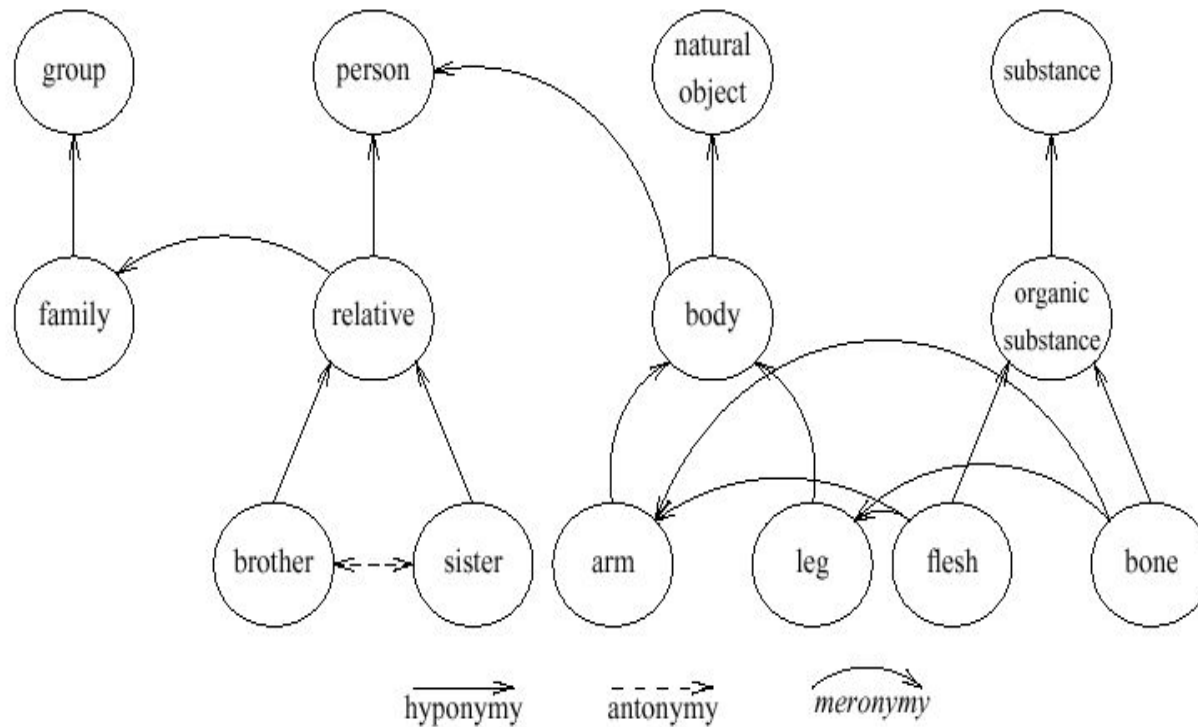 group
person
natural
object
substance
family
relative
body
organic
substance
brother
sister
arm
leg
flesh
bone
hyponymy
antonymy
meronymy